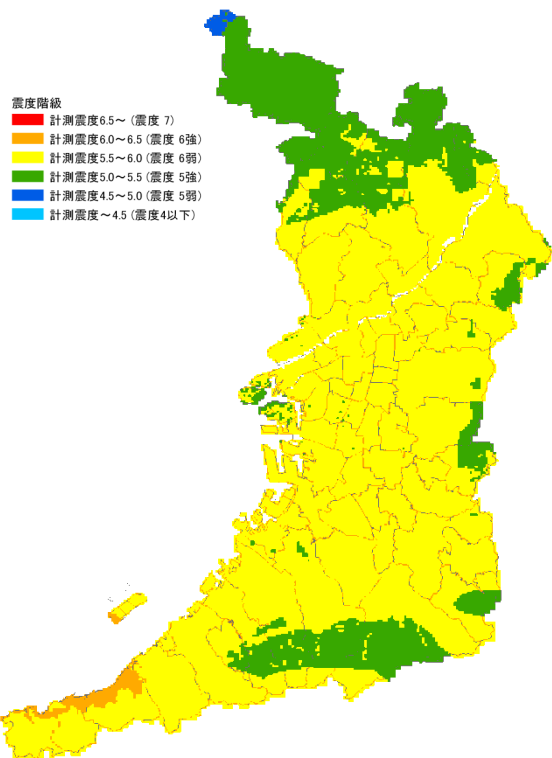 震度階級
計測震度6.5～(震度 7)
計測震度6.0～6.5(震度 6強)
計測震度5.5～6.0(震度 6弱)
計測震度5.0～5.5(震度 5強)
計測震度4.5～5.0(震度 5弱)
計測震度～4.5(震度4以下)